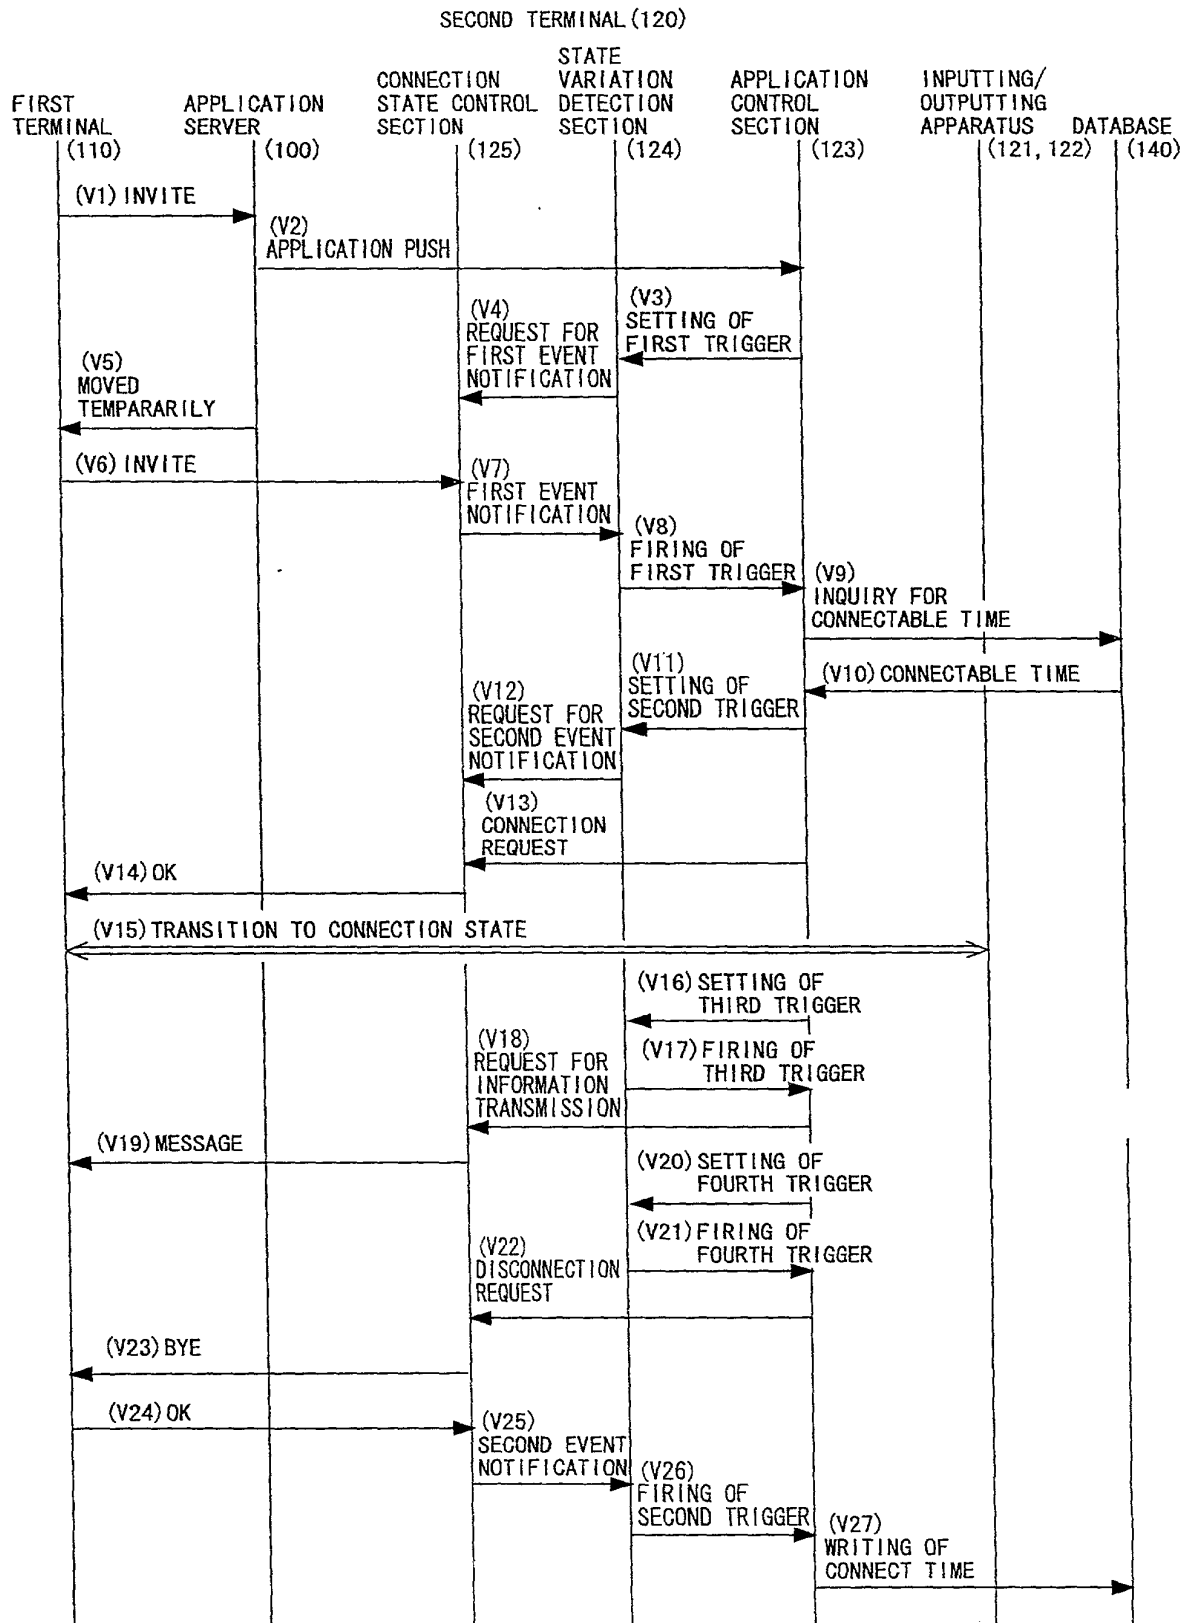 SECOND TERMINAL(120)
FIRST
TERMINAL
(110)
APPLICATION
SERVER
(100)
CONNECTION
STATE CONTROL
SECTION
(125)
STATE
VARIATION
DETECTION
SECTION
(124)
APPLICATION
CONTROL
SECTION
(123)
INPUTTING/
OUTPUTTING
APPARATUS
(121, 122)
DATABASE
(140)
(V1) INVITE
(V2)
APPLICATION PUSH
(V3)
SETTING OF
FIRST TRIGGER
(V4)
REQUEST FOR
FIRST EVENT
NOTIFICATION
(V5)
MOVED
TEMPARARILY
(V6) INVITE
(V7)
FIRST EVENT
NOTIFICATION
(V8)
FIRING OF
FIRST TRIGGER
(V9)
INQUIRY FOR
CONNECTABLE TIME
(V10) CONNECTABLE TIME
(V11)
SETTING OF
SECOND TRIGGER
(V12)
REQUEST FOR
SECOND EVENT
NOTIFICATION
(V13)
CONNECTION
REQUEST
(V14) OK
(V15) TRANSITION TO CONNECTION STATE
(V16) SETTING OF
THIRD TRIGGER
(V17) FIRING OF
THIRD TRIGGER
(V18)
REQUEST FOR
INFORMATION
TRANSMISSION
(V19) MESSAGE
(V20) SETTING OF
FOURTH TRIGGER
(V21) FIRING OF
FOURTH TRIGGER
(V22)
DISCONNECTION
REQUEST
(V23) BYE
(V24) OK
(V25)
SECOND EVENT
NOTIFICATION
(V26)
FIRING OF
SECOND TRIGGER
(V27)
WRITING OF
CONNECT TIME